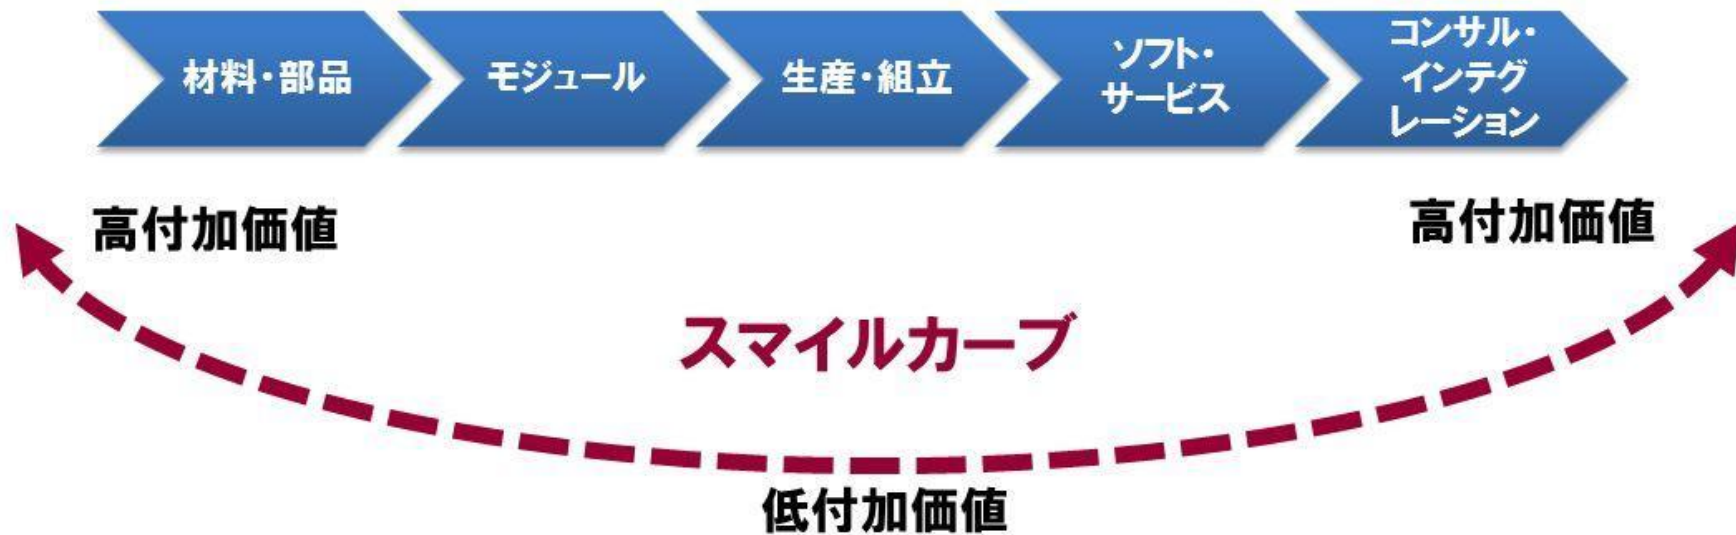 材料・部品
モジュール
生産・組立
ソフト・
サービス
コンサル・
インテグ
レーション
高付加価値
高付加価値
スマイルカーブ
低付加価値